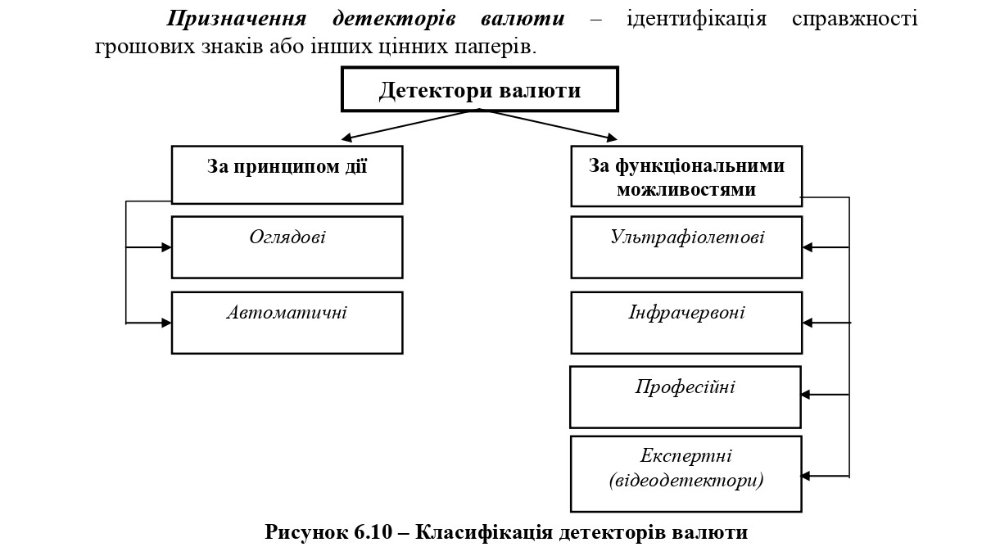 Призначення детекторів валюти – ідентифікація справжності
грошових знаків або інших цінних паперів.
Детектори валюти
За принципом дії
Оглядові
Автоматичні
За функціональними
можливостями
Ультрафіолетові
Інфрачервоні
Професійні
Експертні
(відеодетектори)
Рисунок 6.10 – Класифікація детекторів валюти